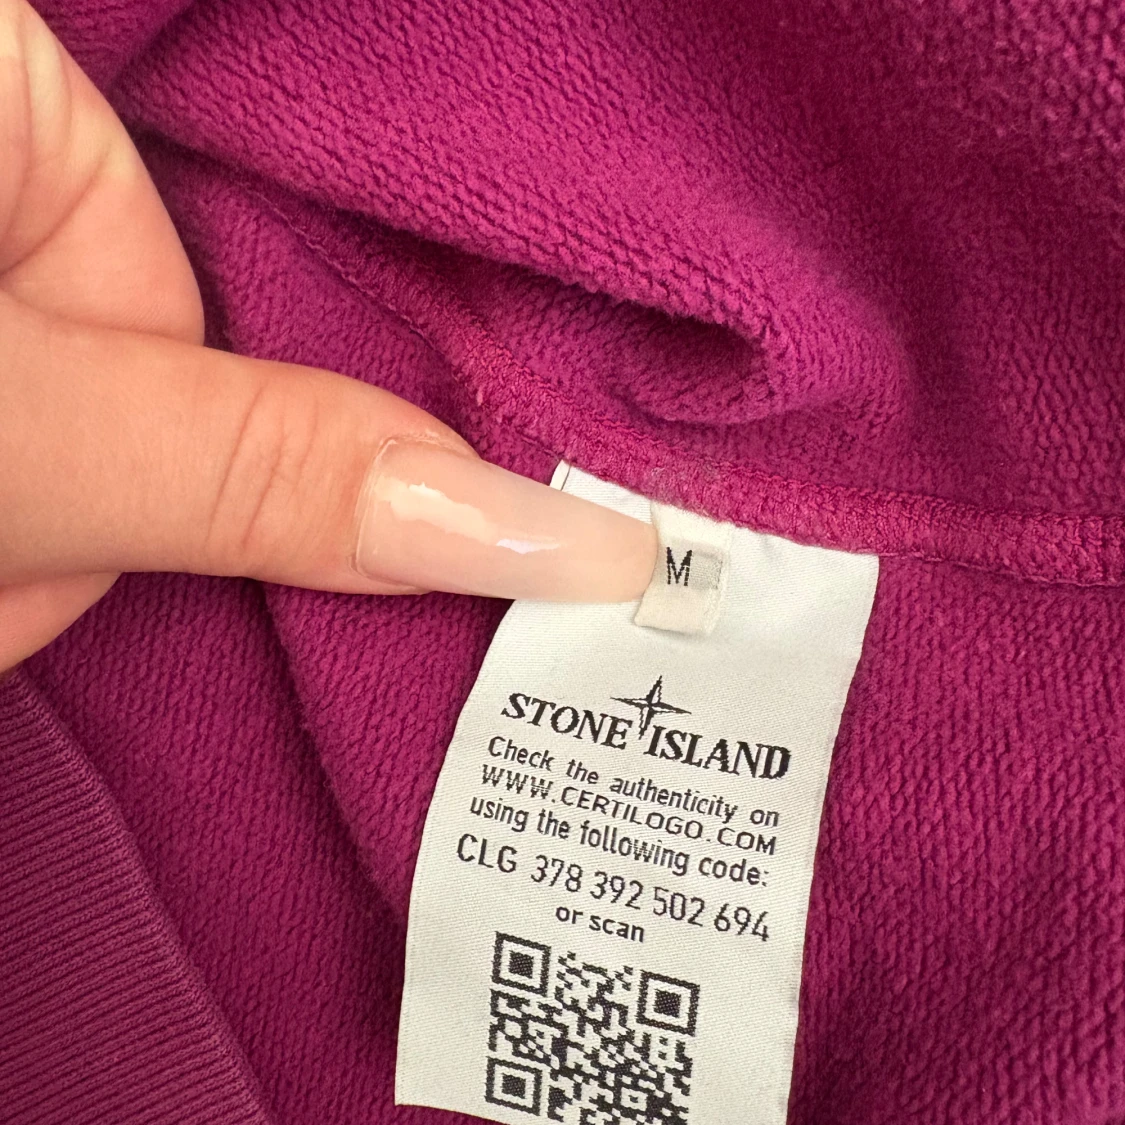 M
STONE ISLAND
Check the authenticity on
WWW.CERTILOGO.COM
using the following code:
CLG 378 392 502 694
or scan